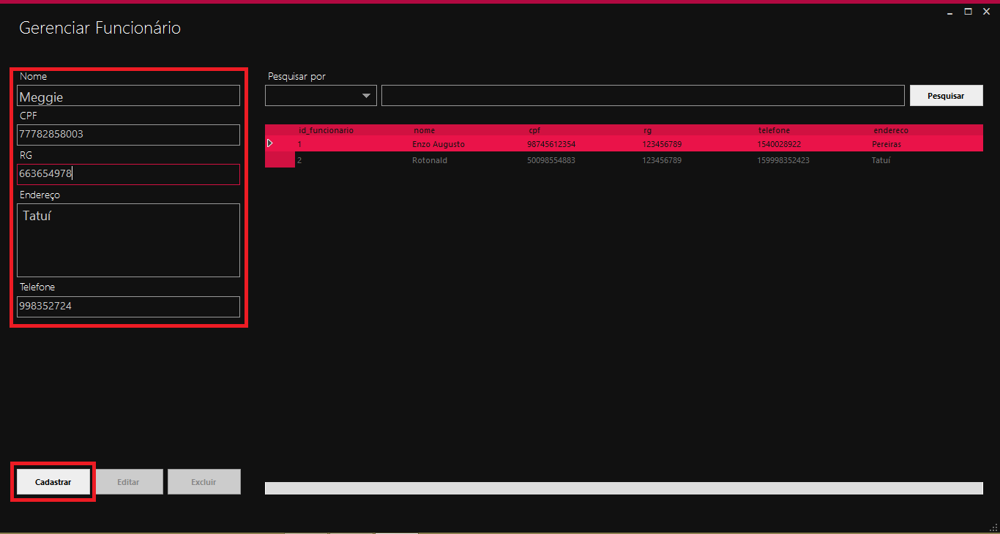 Gerenciar Funcionário
Nome
Meggie
CPF
77782858003
RG
663654978
Endereço
Tatuí
Telefone
998352724
Cadastrar Editar Excluir
Pesquisar por
Pesquisar
id_funcionario nome cpf rg telefone endereco
1 Enzo Augusto 98745612354 123456789 1540028922 Pereiras
2 Rotonald 50098554883 123456789 159998352423 Tatuí